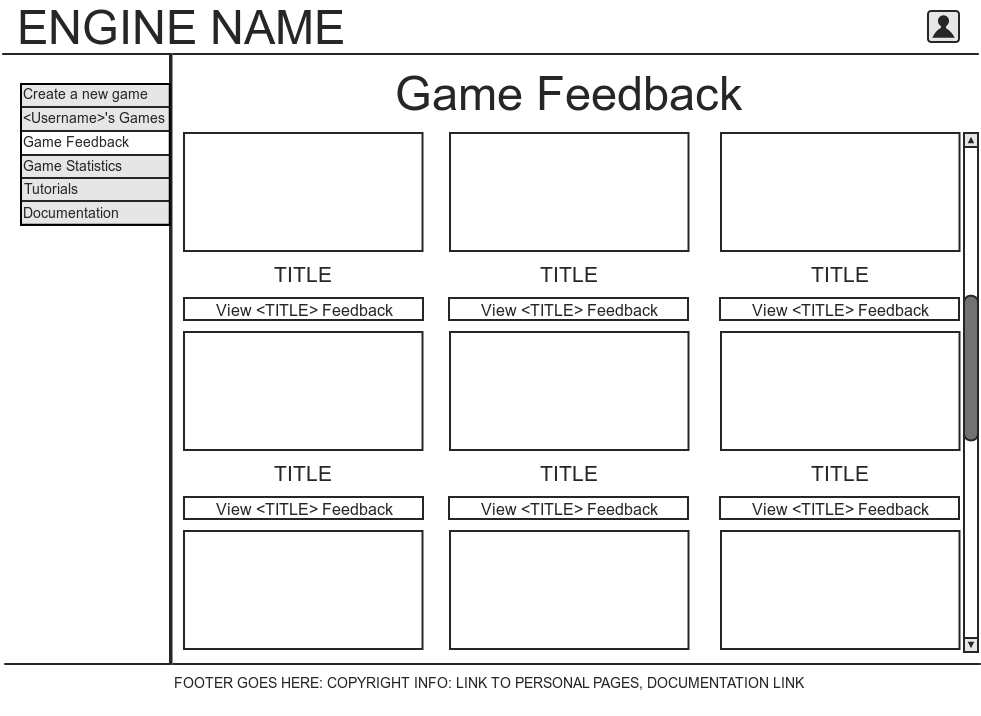 ENGINE NAME
Create a new game
<Username>'s Games
Game Feedback
Game Statistics
Tutorials
Documentation
Game Feedback
TITLE TITLE TITLE
View <TITLE> Feedback View <TITLE> Feedback View <TITLE> Feedback
TITLE TITLE TITLE
View <TITLE> Feedback View <TITLE> Feedback View <TITLE> Feedback
FOOTER GOES HERE: COPYRIGHT INFO: LINK TO PERSONAL PAGES, DOCUMENTATION LINK